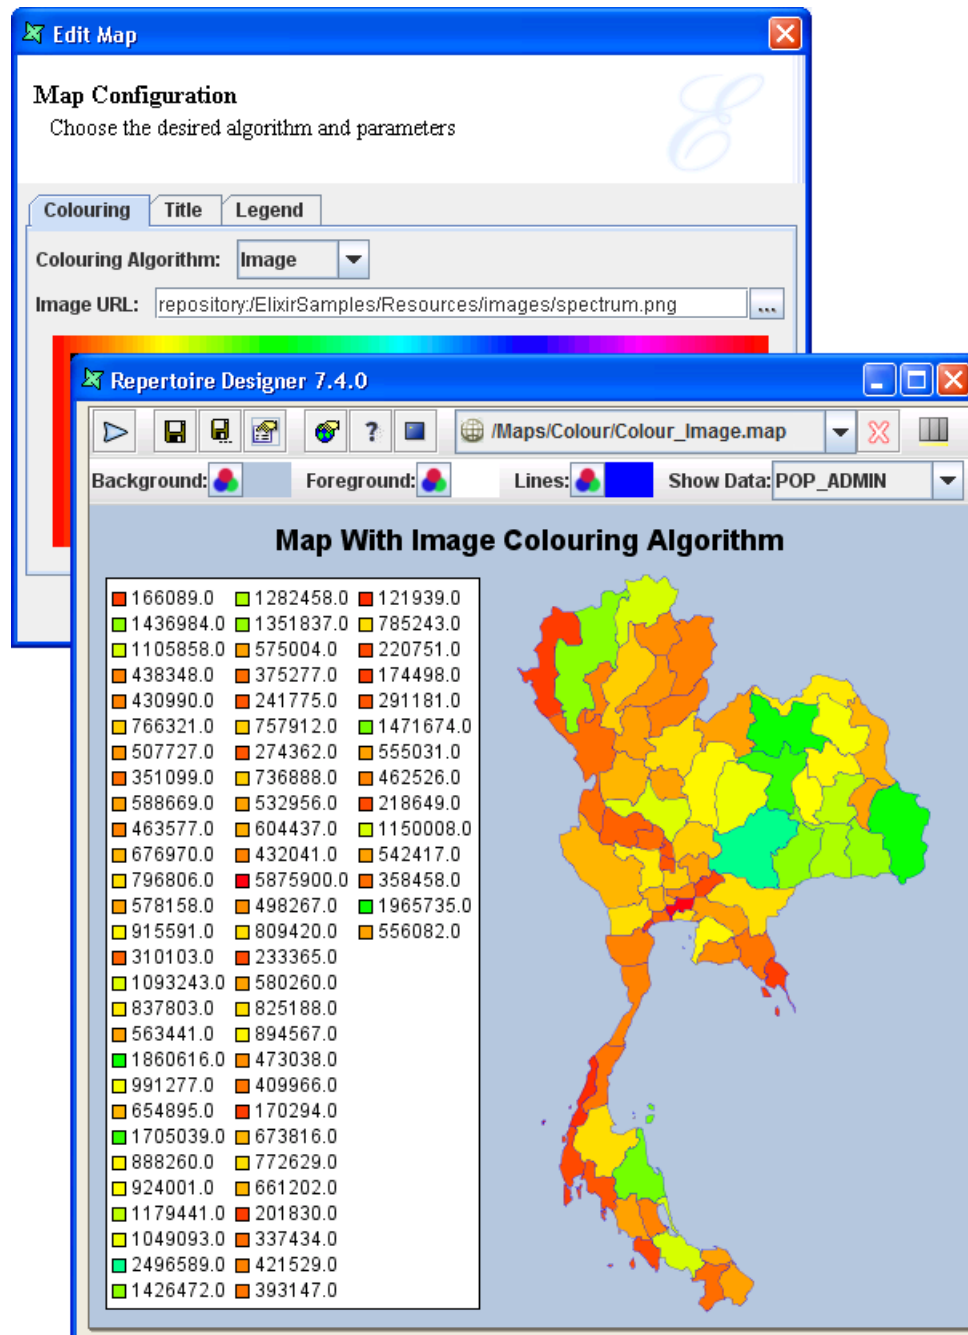 Edit Map
Map Configuration
Choose the desired algorithm and parameters
Colouring Title Legend
Colouring Algorithm: Image
Image URL: repository:/ElixirSamples/Resources/images/spectrum.png ...
Repertoire Designer 7.4.0
? /Maps/Colour/Colour_Image.map
Background: Foreground: Lines: Show Data: POP_ADMIN
Map With Image Colouring Algorithm
166089.0 1282458.0 121939.0
1436984.0 1351837.0 785243.0
1105858.0 575004.0 220751.0
438348.0 375277.0 174498.0
430990.0 241775.0 291181.0
766321.0 757912.0 1471674.0
507727.0 274362.0 555031.0
351099.0 736888.0 462526.0
588669.0 532956.0 218649.0
463577.0 604437.0 1150008.0
676970.0 432041.0 542417.0
796806.0 5875900.0 358458.0
578158.0 498267.0 1965735.0
915591.0 809420.0 556082.0
310103.0 233365.0
1093243.0 580260.0
837803.0 825188.0
563441.0 894567.0
1860616.0 473038.0
991277.0 409966.0
654895.0 170294.0
1705039.0 673816.0
888260.0 772629.0
924001.0 661202.0
1179441.0 201830.0
1049093.0 337434.0
2496589.0 421529.0
1426472.0 393147.0